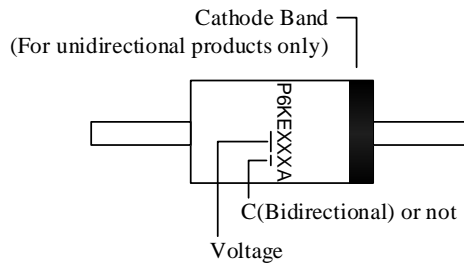 Cathode Band
(For unidirectional products only)
P6KEXXXA
C(Bidirectional) or not
Voltage